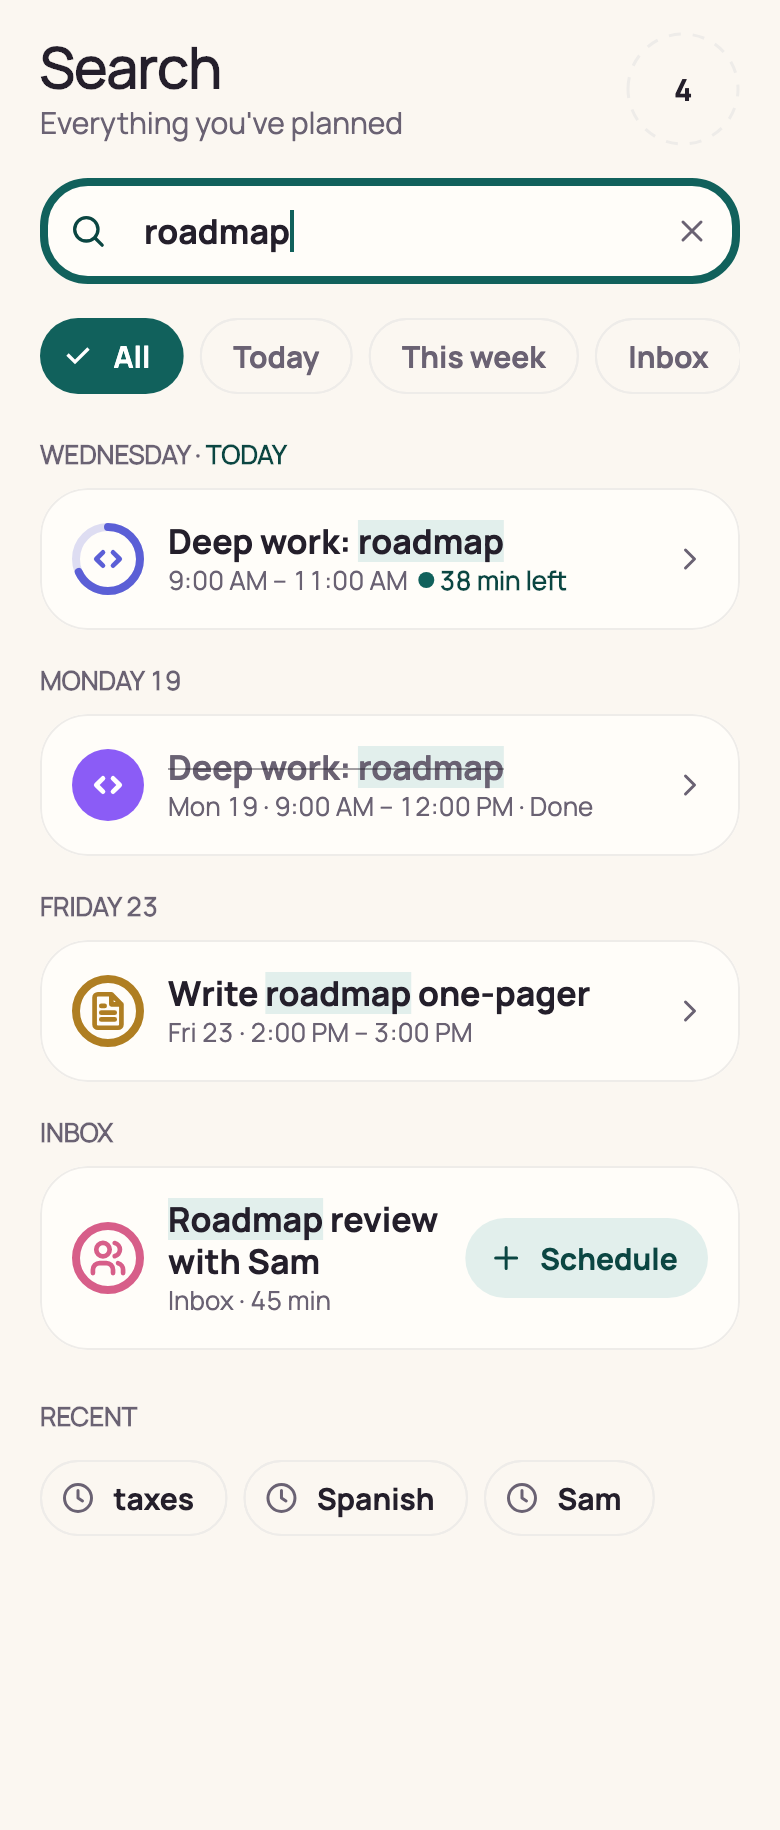 Search
Everything you've planned
4
roadmap
All
Today
This week
Inbox
WEDNESDAY · TODAY
Deep work: roadmap
9:00 AM – 11:00 AM ● 38 min left
MONDAY 19
Deep work: roadmap
Mon 19 · 9:00 AM – 12:00 PM · Done
FRIDAY 23
Write roadmap one-pager
Fri 23 · 2:00 PM – 3:00 PM
INBOX
Roadmap review
with Sam
Inbox · 45 min
Schedule
RECENT
taxes
Spanish
Sam